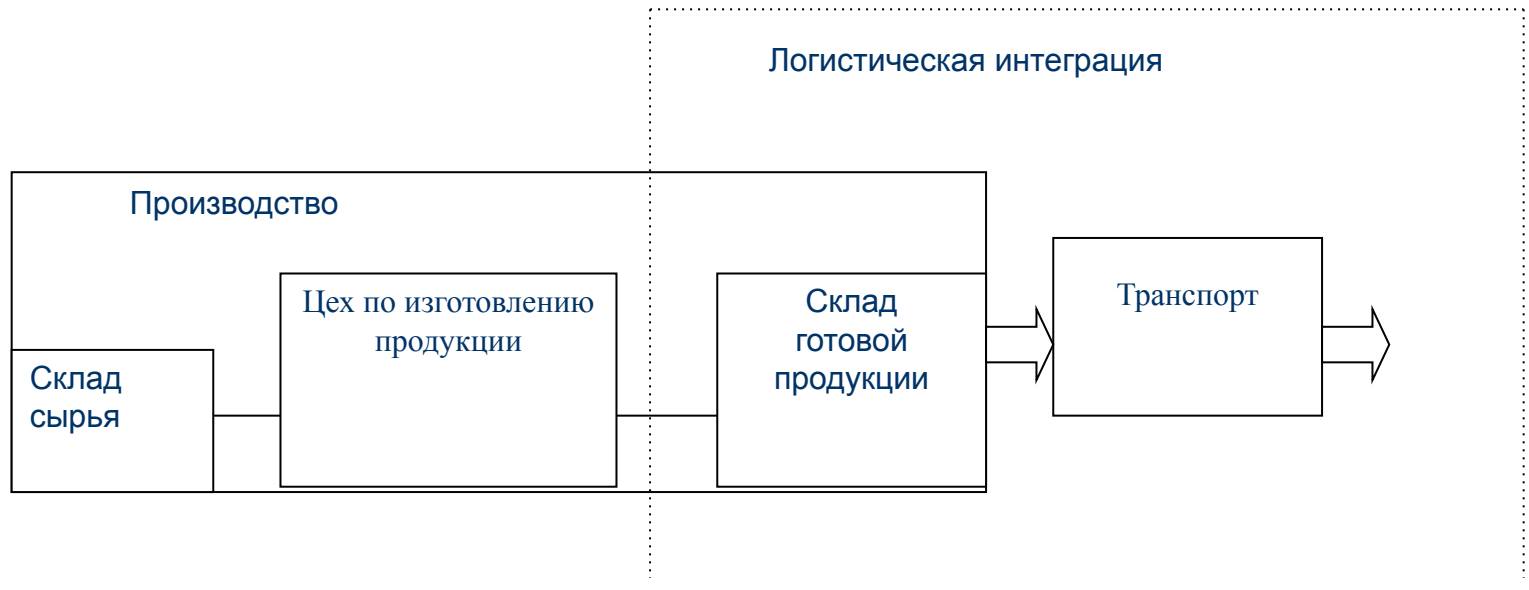 Логистическая интеграция
Производство
Цех по изготовлению
продукции
Склад
готовой
продукции
Транспорт
Склад
сырья